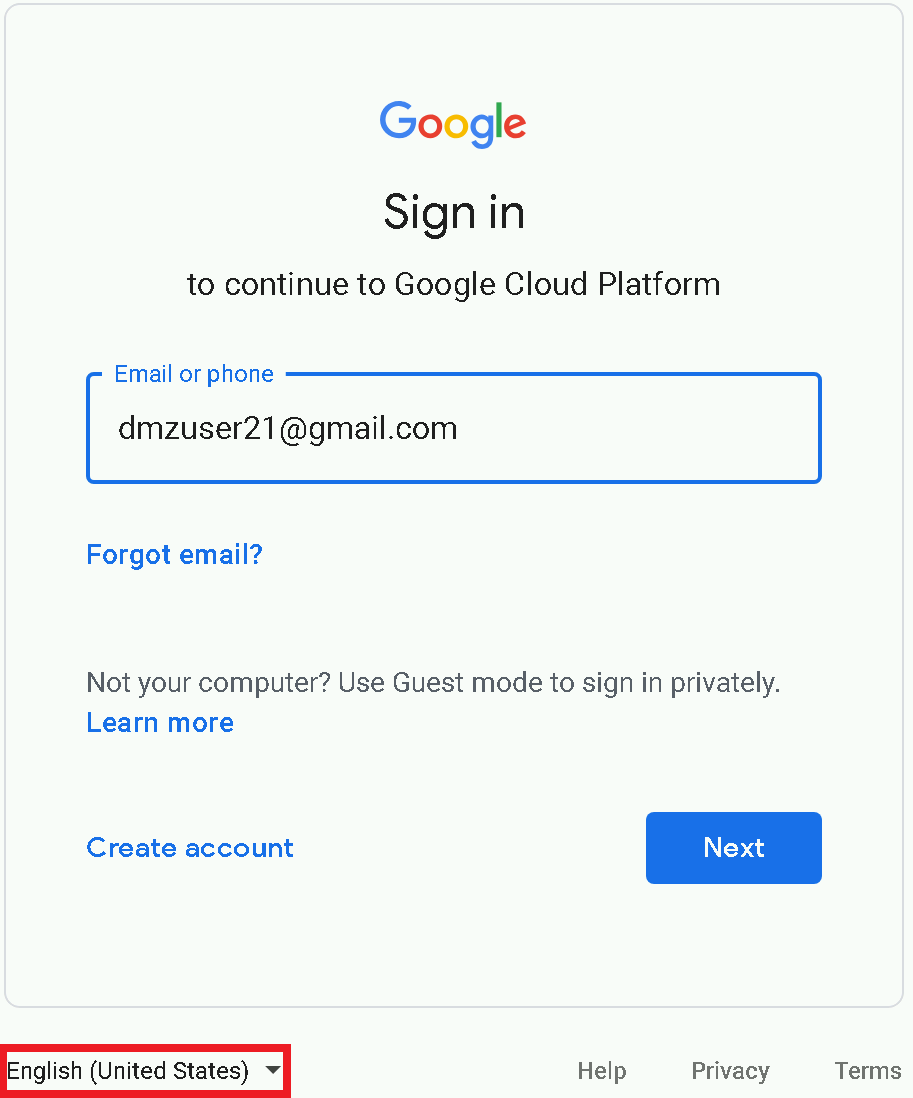 Google
Sign in
to continue to Google Cloud Platform
Email or phone
dmzuser21@gmail.com
Forgot email?
Not your computer? Use Guest mode to sign in privately.
Learn more
Create account
Next
English (United States)
Help
Privacy
Terms